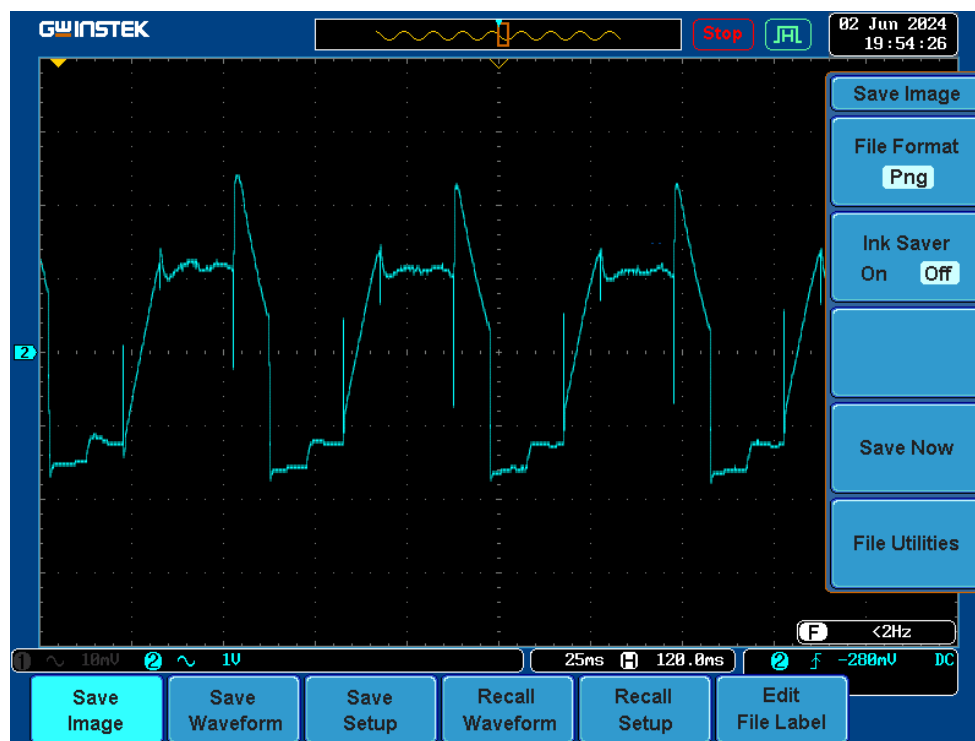 GWINSTEK
Stop
02 Jun 2024
19:54:26
Save Image
File Format
Png
Ink Saver
On Off
2
Save Now
File Utilities
F <2Hz
1 10mV 2 1V 25ms H 120.0ms 2 -280mV DC
Save Image
Save Waveform
Save Setup
Recall Waveform
Recall Setup
Edit File Label